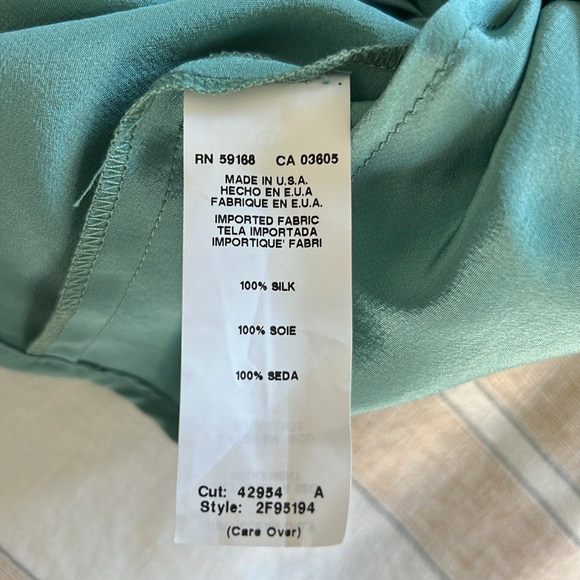 RN 59168 CA 03605
MADE IN U.S.A.
HECHO EN E.U.A
FABRIQUE EN E.U.A.
IMPORTED FABRIC
TELA IMPORTADA
IMPORTIQUE' FABRI
100% SILK
100% SOIE
100% SEDA
Cut: 42954 A
Style: 2F95194
(Care Over)